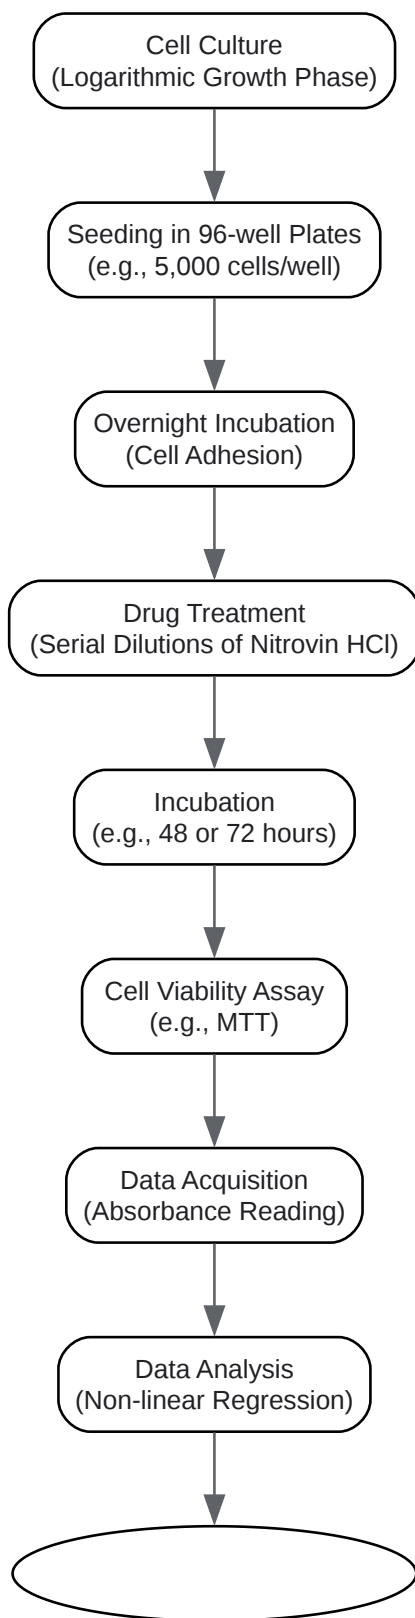 Cell Culture
(Logarithmic Growth Phase)
Seeding in 96-well Plates
(e.g., 5,000 cells/well)
Overnight Incubation
(Cell Adhesion)
Drug Treatment
(Serial Dilutions of Nitrovin HCl)
Incubation
(e.g., 48 or 72 hours)
Cell Viability Assay
(e.g., MTT)
Data Acquisition
(Absorbance Reading)
Data Analysis
(Non-linear Regression)